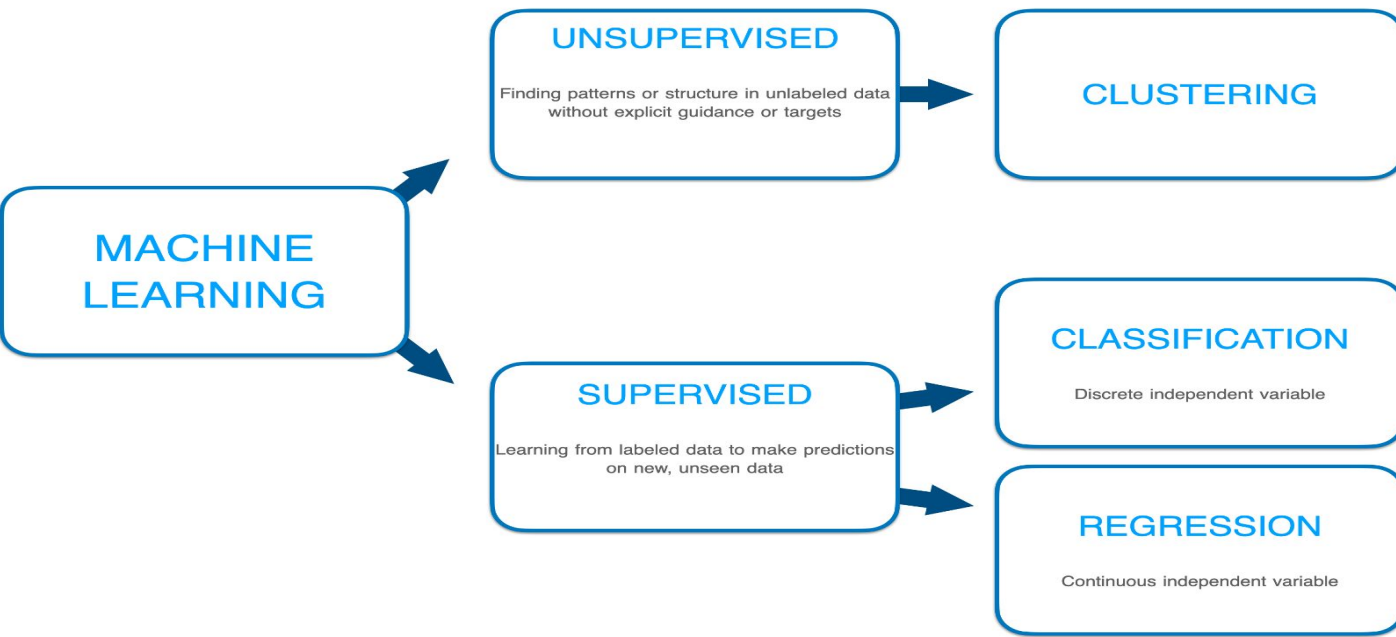 MACHINE
LEARNING
UNSUPERVISED
Finding patterns or structure in unlabeled data
without explicit guidance or targets
CLUSTERING
SUPERVISED
Learning from labeled data to make predictions
on new, unseen data
CLASSIFICATION
Discrete independent variable
REGRESSION
Continuous independent variable